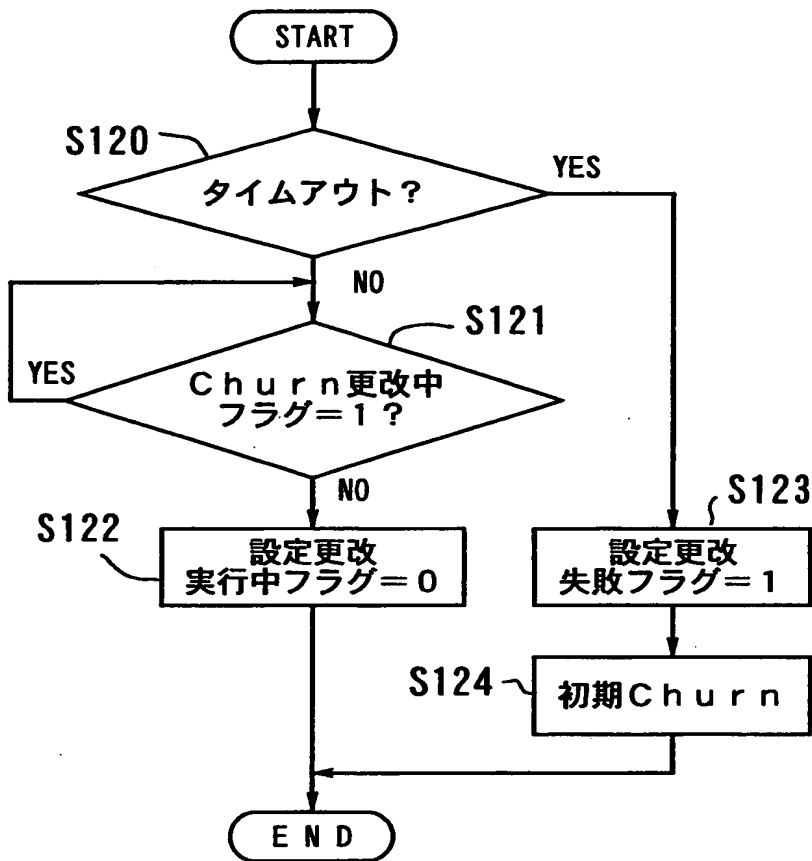 START
S120
タイムアウト?
YES
NO
S121
YES
Churn更改中
フラグ=1?
NO
S122
設定更改
実行中フラグ=0
S123
設定更改
失敗フラグ=1
S124
初期Churn
END